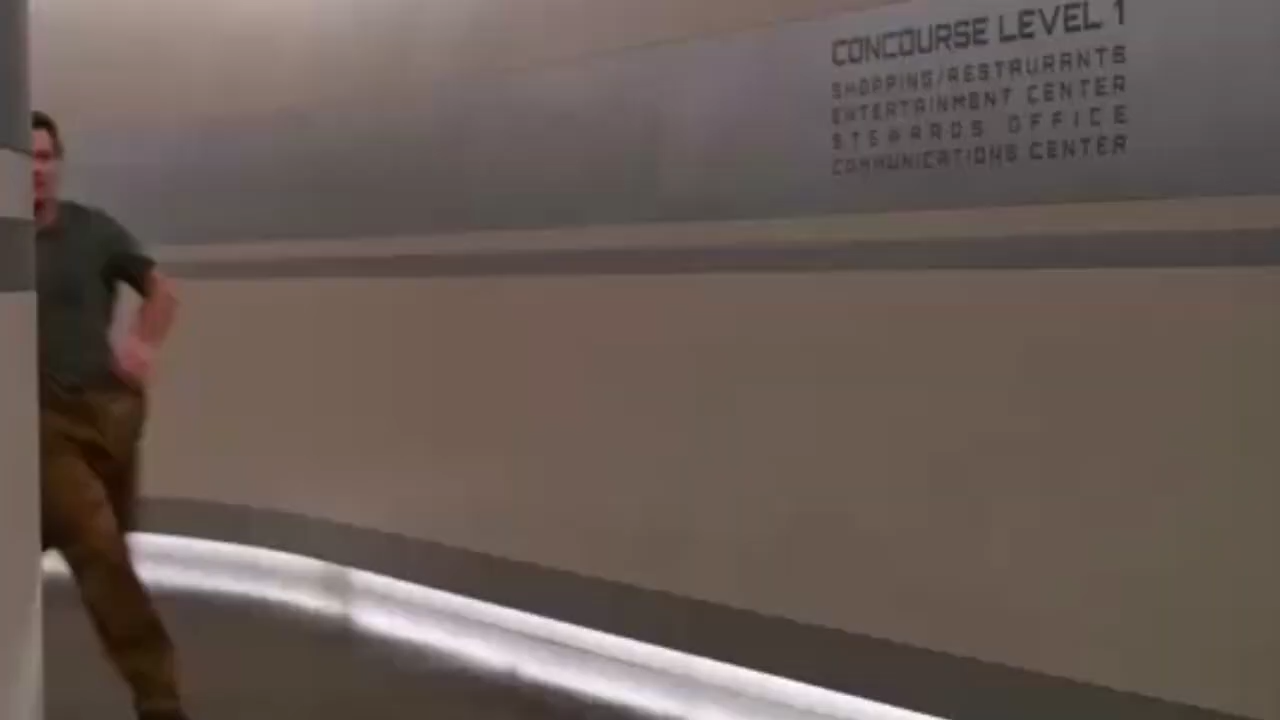 CONCOURSE LEVEL 1
SHOPPING/RESTAURANTS
ENTERTAINMENT CENTER
STEWARDS OFFICE
COMMUNICATIONS CENTER